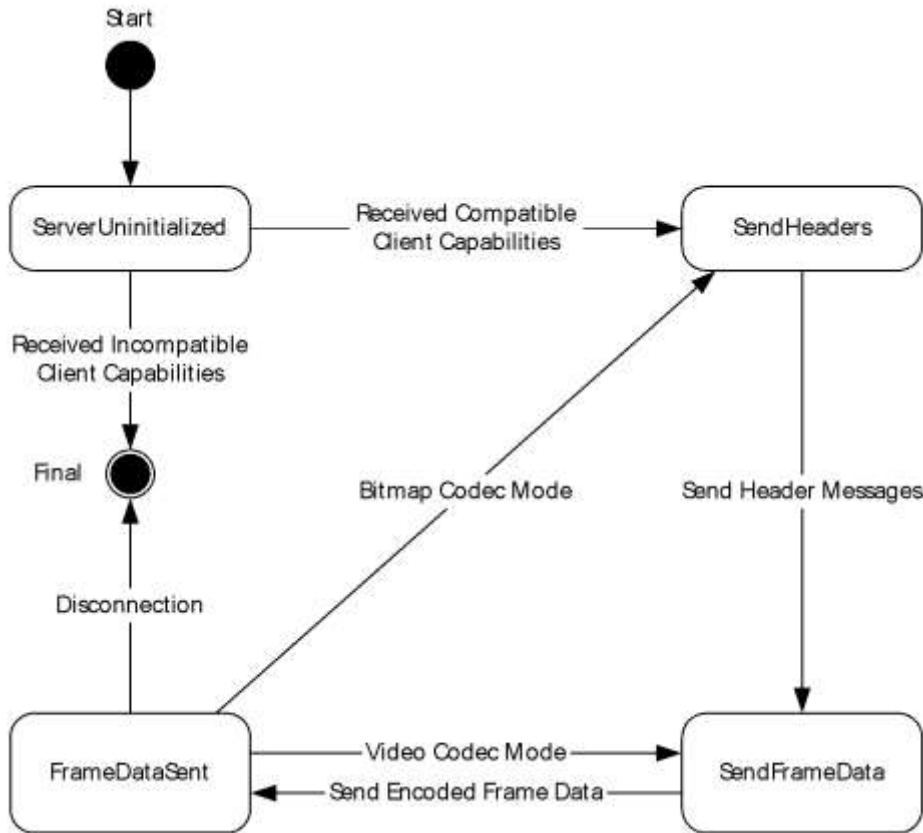 Start
ServerUninitialized
Received Compatible
Client Capabilities
SendHeaders
Received Incompatible
Client Capabilities
Final
Bitmap Codec Mode
Send Header Messages
Disconnection
FrameDataSent
Video Codec Mode
Send Encoded Frame Data
SendFrameData